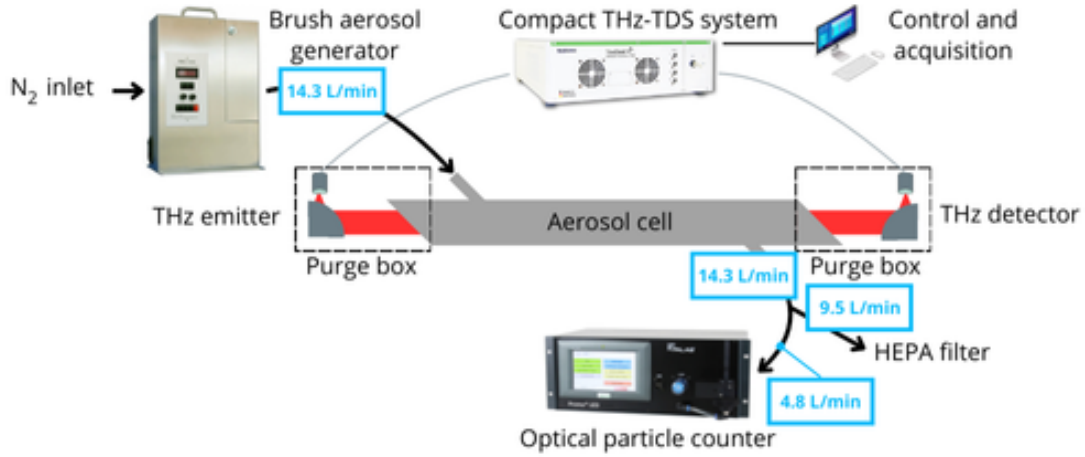 Brush aerosol
generator
Compact THz-TDS system
Control and
acquisition
N₂ inlet
14.3 L/min
THz emitter
Aerosol cell
THz detector
Purge box
Purge box
14.3 L/min
9.5 L/min
HEPA filter
4.8 L/min
Optical particle counter